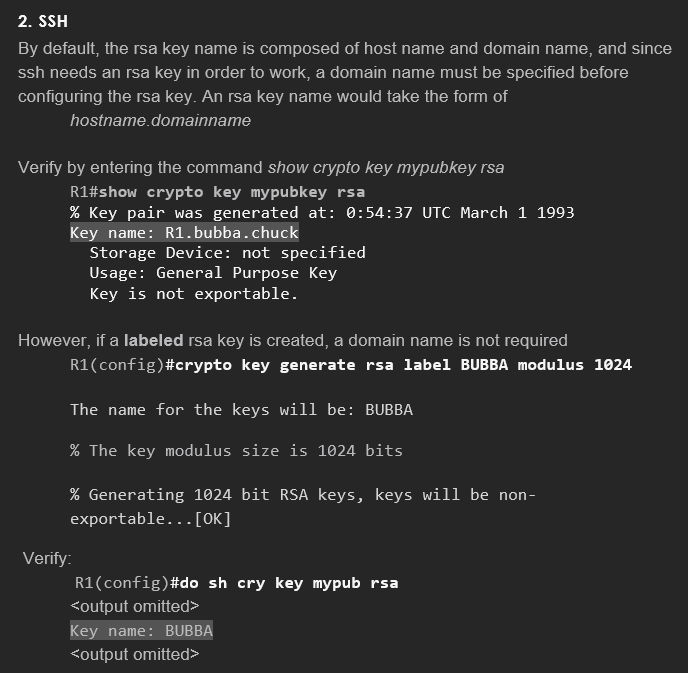 2. SSH
By default, the rsa key name is composed of host name and domain name, and since
ssh needs an rsa key in order to work, a domain name must be specified before
configuring the rsa key. An rsa key name would take the form of
hostname.domainname
Verify by entering the command show crypto key mypubkey rsa
R1#show crypto key mypubkey rsa
% Key pair was generated at: 0:54:37 UTC March 1 1993
Key name: R1.bubba.chuck
Storage Device: not specified
Usage: General Purpose Key
Key is not exportable.
However, if a labeled rsa key is created, a domain name is not required
R1(config)#crypto key generate rsa label BUBBA modulus 1024
The name for the keys will be: BUBBA
% The key modulus size is 1024 bits
% Generating 1024 bit RSA keys, keys will be non-
exportable...[OK]
Verify:
R1(config)#do sh cry key mypub rsa
<output omitted>
Key name: BUBBA
<output omitted>